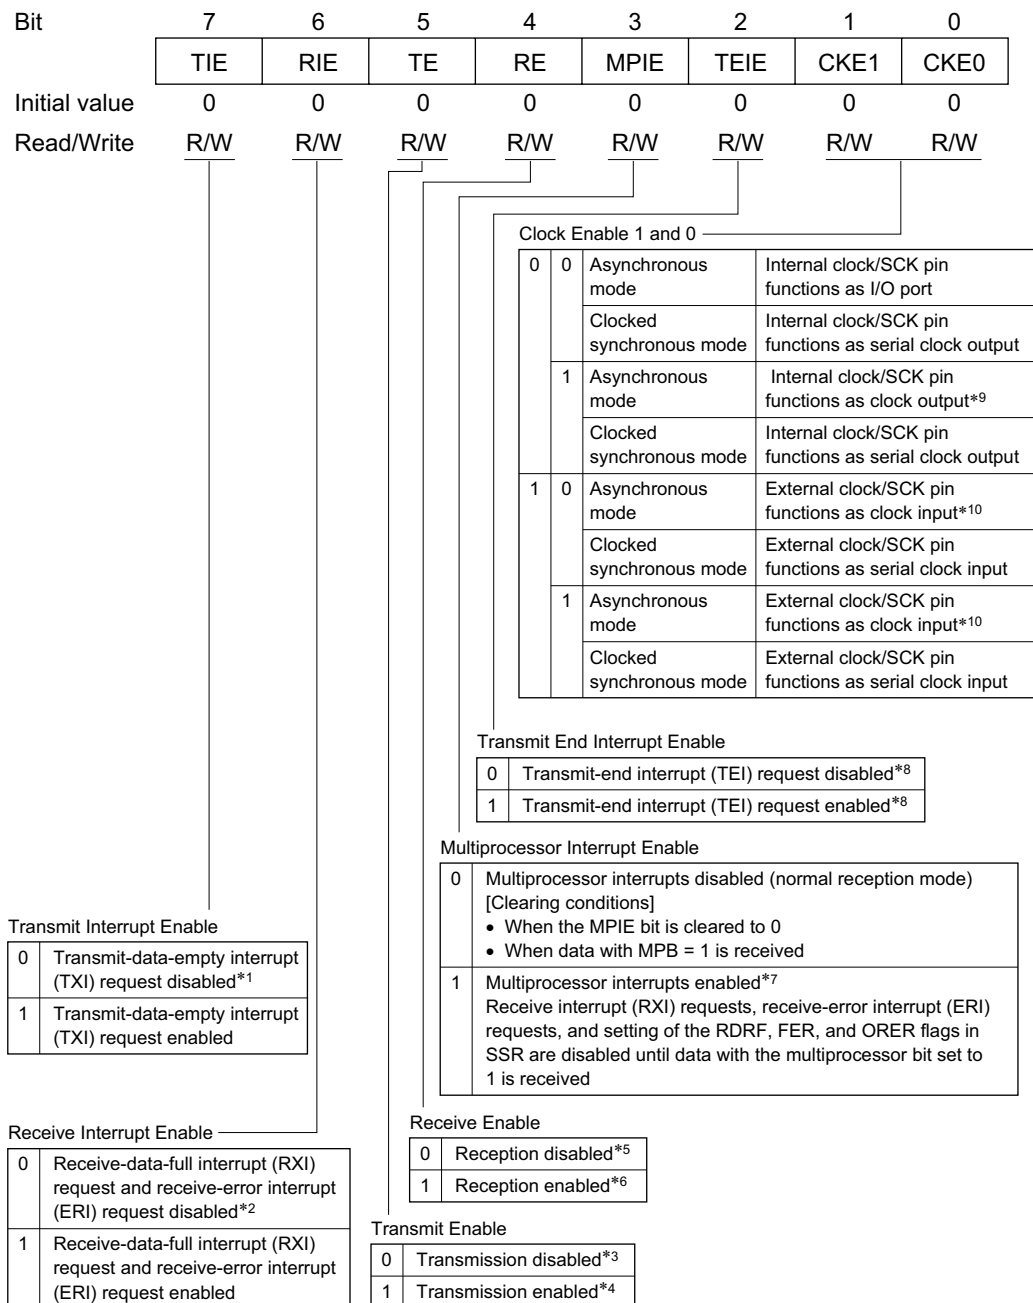 Bit 7 6 5 4 3 2 1 0
TIE RIE TE RE MPIE TEIE CKE1 CKE0
Initial value 0 0 0 0 0 0 0 0
Read/Write R/W R/W R/W R/W R/W R/W R/W R/W
Clock Enable 1 and 0
0 0 Asynchronous mode Internal clock/SCK pin functions as I/O port
Clocked synchronous mode Internal clock/SCK pin functions as serial clock output
1 Asynchronous mode Internal clock/SCK pin functions as clock output*9
Clocked synchronous mode Internal clock/SCK pin functions as serial clock output
1 0 Asynchronous mode External clock/SCK pin functions as clock input*10
Clocked synchronous mode External clock/SCK pin functions as serial clock input
1 Asynchronous mode External clock/SCK pin functions as clock input*10
Clocked synchronous mode External clock/SCK pin functions as serial clock input
Transmit End Interrupt Enable
0 Transmit-end interrupt (TEI) request disabled*8
1 Transmit-end interrupt (TEI) request enabled*8
Multiprocessor Interrupt Enable
0 Multiprocessor interrupts disabled (normal reception mode)
[Clearing conditions]
• When the MPIE bit is cleared to 0
• When data with MPB = 1 is received
1 Multiprocessor interrupts enabled*7
Receive interrupt (RXI) requests, receive-error interrupt (ERI)
requests, and setting of the RDRF, FER, and ORER flags in
SSR are disabled until data with the multiprocessor bit set to
1 is received
Transmit Interrupt Enable
0 Transmit-data-empty interrupt
(TXI) request disabled*1
1 Transmit-data-empty interrupt
(TXI) request enabled
Receive Enable
0 Reception disabled*5
1 Reception enabled*6
Receive Interrupt Enable
0 Receive-data-full interrupt (RXI)
request and receive-error interrupt
(ERI) request disabled*2
1 Receive-data-full interrupt (RXI)
request and receive-error interrupt
(ERI) request enabled
Transmit Enable
0 Transmission disabled*3
1 Transmission enabled*4